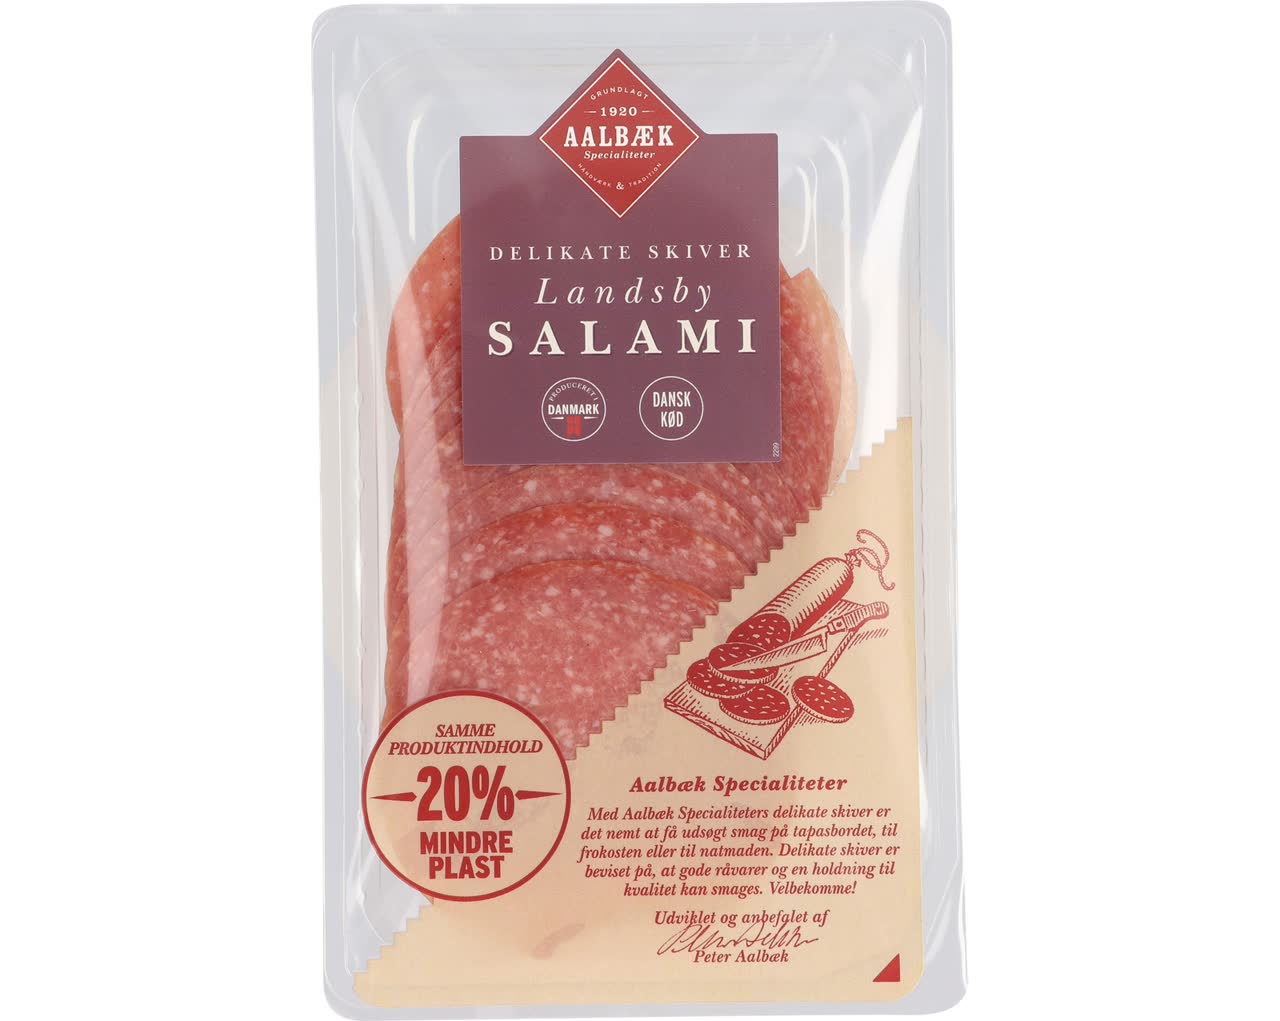 GRUNDLAGT
1920
AALBÆK
Specialiteter
HÅNDVÆRK & TRADITION
DELIKATE SKIVER
Landsby
SALAMI
PRODUCERET I
DANMARK
DANSK
KØD
2299
SAMME
PRODUKTINDHOLD
20%
MINDRE
PLAST
Aalbæk Specialiteter
Med Aalbæk Specialiteters delikate skiver er
det nemt at få udsøgt smag på tapasbordet, til
frokosten eller til natmaden. Delikate skiver er
beviset på, at gode råvarer og en holdning til
kvalitet kan smages. Velbekomme!
Udviklet og anbefalet af
Peter Aalbæk